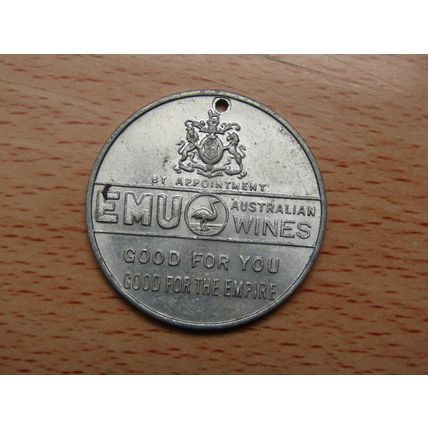 BY APPOINTMENT
EMU AUSTRALIAN
WINES
GOOD FOR YOU
GOOD FOR THE EMPIRE